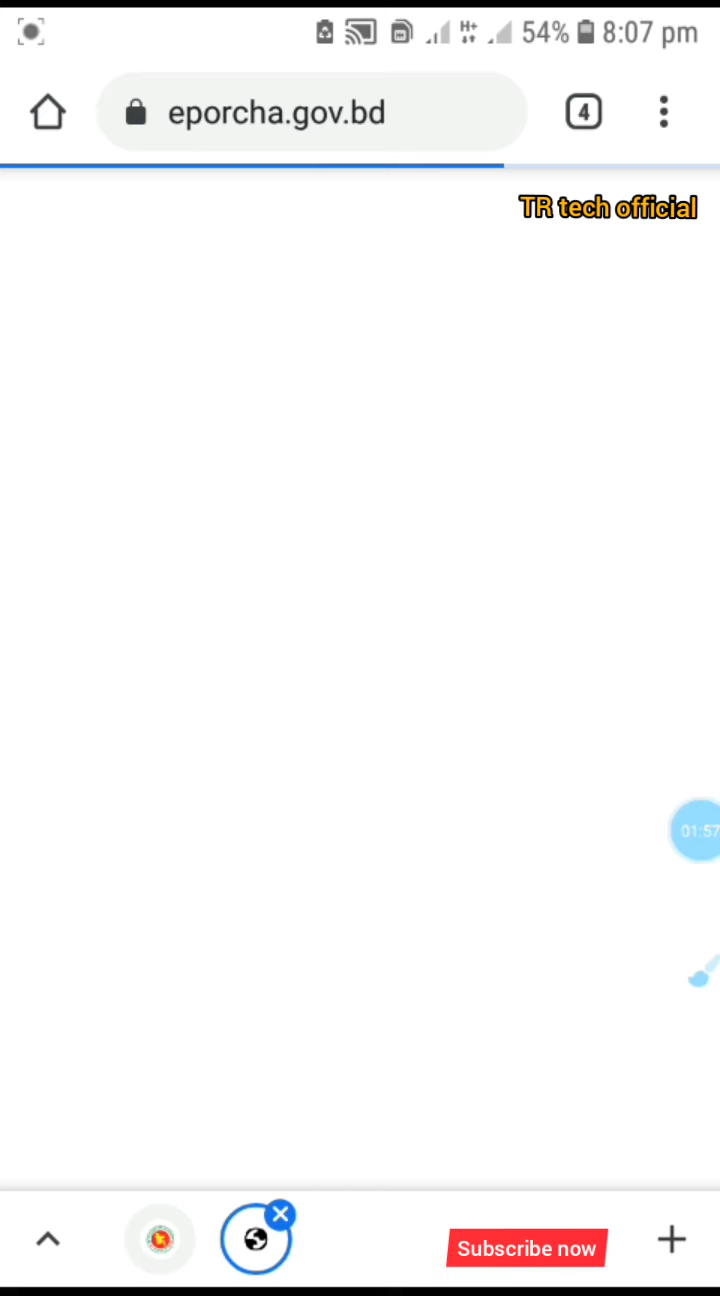 H+ 54% 8:07 pm
eporcha.gov.bd
4
TR tech official
01:57
Subscribe now